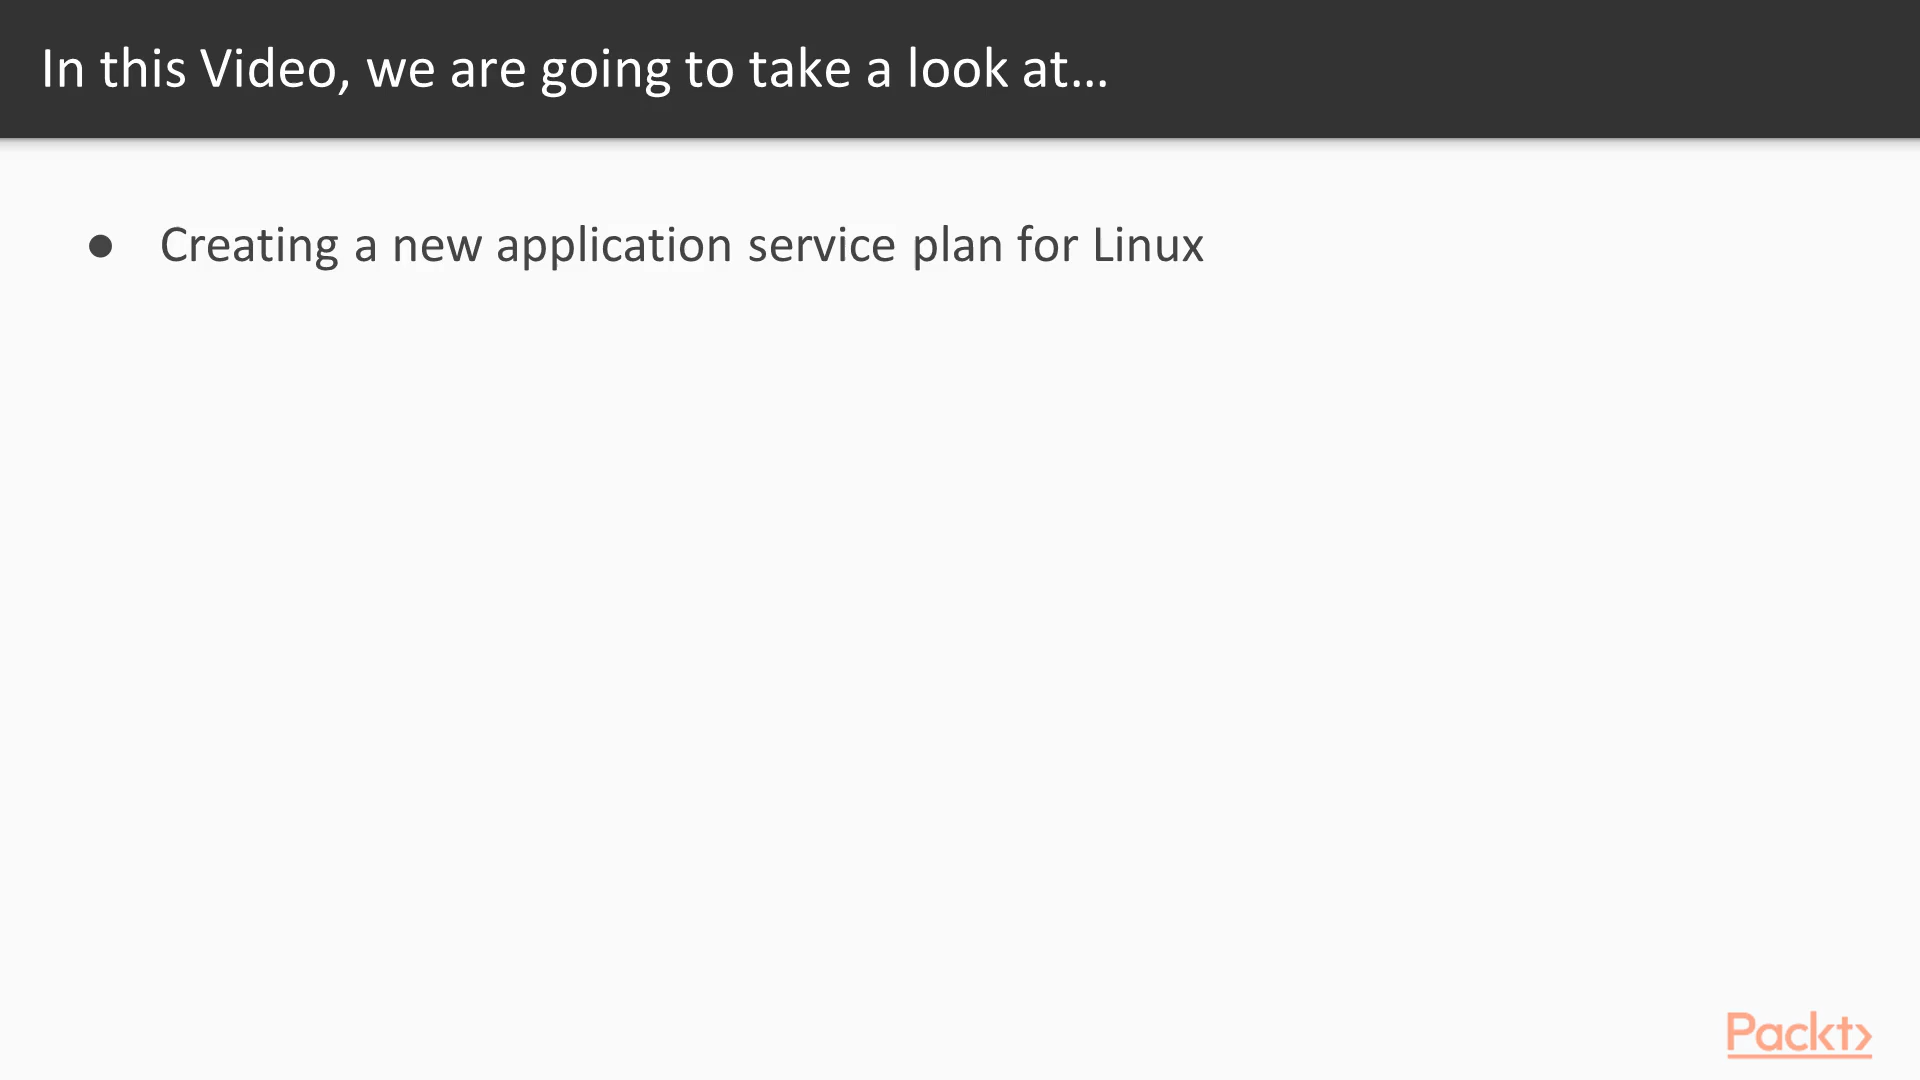 In this Video, we are going to take a look at...
● Creating a new application service plan for Linux
Packt>